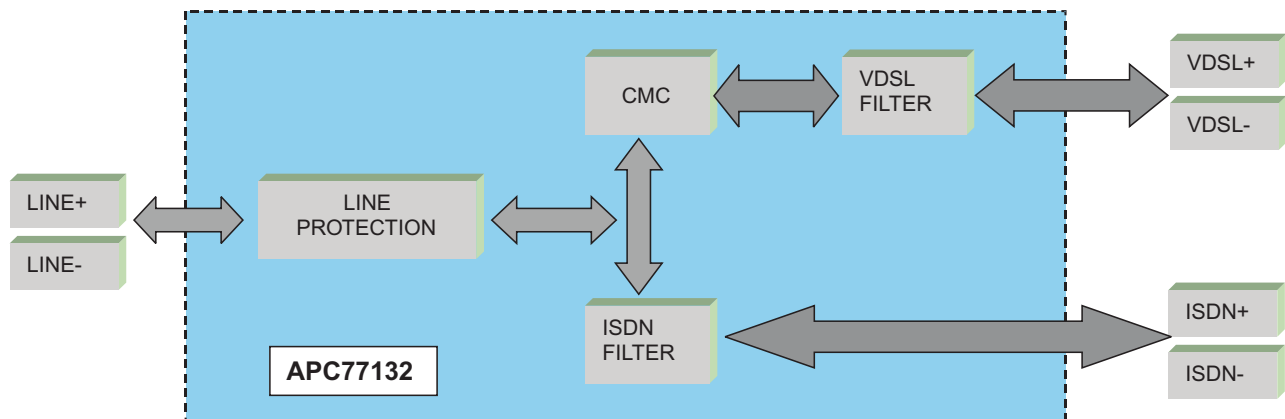 LINE+
LINE-
LINE
PROTECTION
CMC
VDSL
FILTER
VDSL+
VDSL-
ISDN
FILTER
ISDN+
ISDN-
APC77132